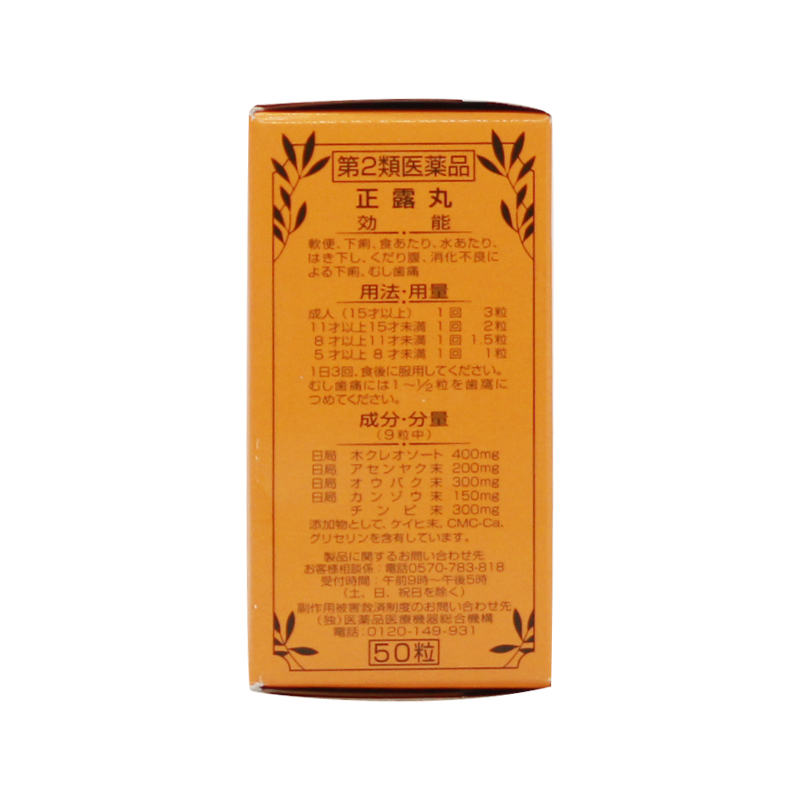 第2類医薬品
正露丸
効能
軟便、下痢、食あたり、水あたり、
はき下し、くだり腹、消化不良に
よる下痢、むし歯痛
用法・用量
成人(15才以上) 1回 3粒
11才以上15才未満 1回 2粒
8才以上11才未満 1回 1.5粒
5才以上8才未満 1回 1粒
1日3回、食後に服用してください。
むし歯痛には1〜1/2粒を歯窩に
つめてください。
成分・分量
(9粒中)
日局 木クレオソート 400mg
日局 アセンヤク末 200mg
日局 オウバク末 300mg
日局 カンゾウ末 150mg
チンピ末 300mg
添加物として、ケイヒ末、CMC-Ca、
グリセリンを含有しています。
製品に関するお問い合わせ先
お客様相談係:電話0570-783-818
受付時間:午前9時〜午後5時
(土、日、祝日を除く)
副作用被害救済制度のお問い合わせ先
(独)医薬品医療機器総合機構
電話:0120-149-931
50粒